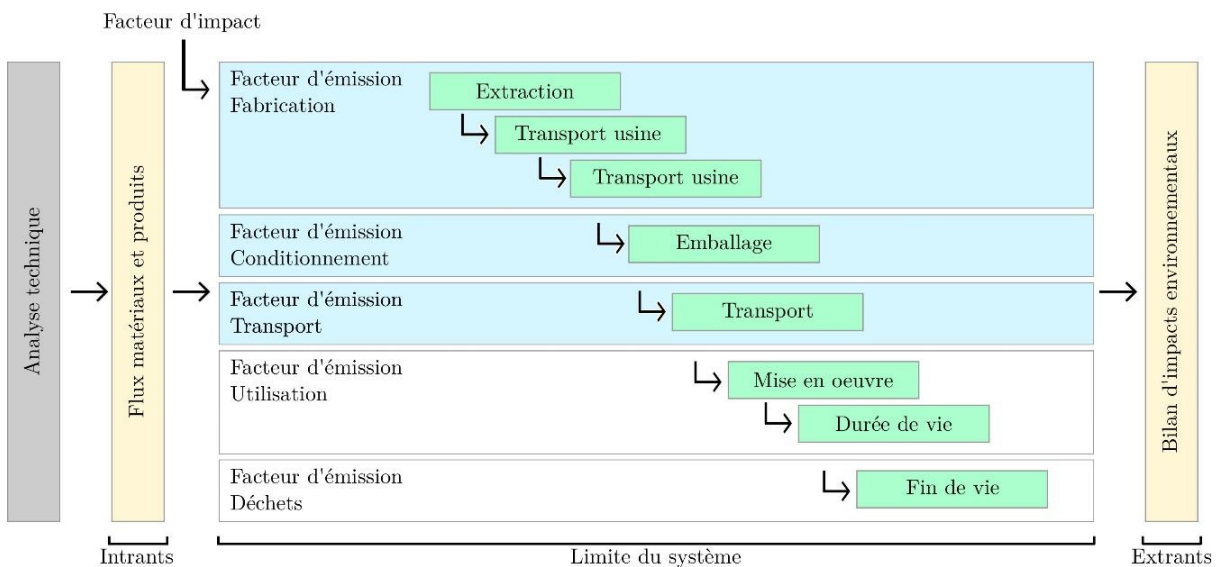 Facteur d'impact
Analyse technique
Flux matériaux et produits
Facteur d'émission
Fabrication
Extraction
Transport usine
Transport usine
Facteur d'émission
Conditionnement
Emballage
Facteur d'émission
Transport
Transport
Facteur d'émission
Utilisation
Mise en oeuvre
Durée de vie
Facteur d'émission
Déchets
Fin de vie
Bilan d'impacts environnementaux
Intrants
Limite du système
Extrants